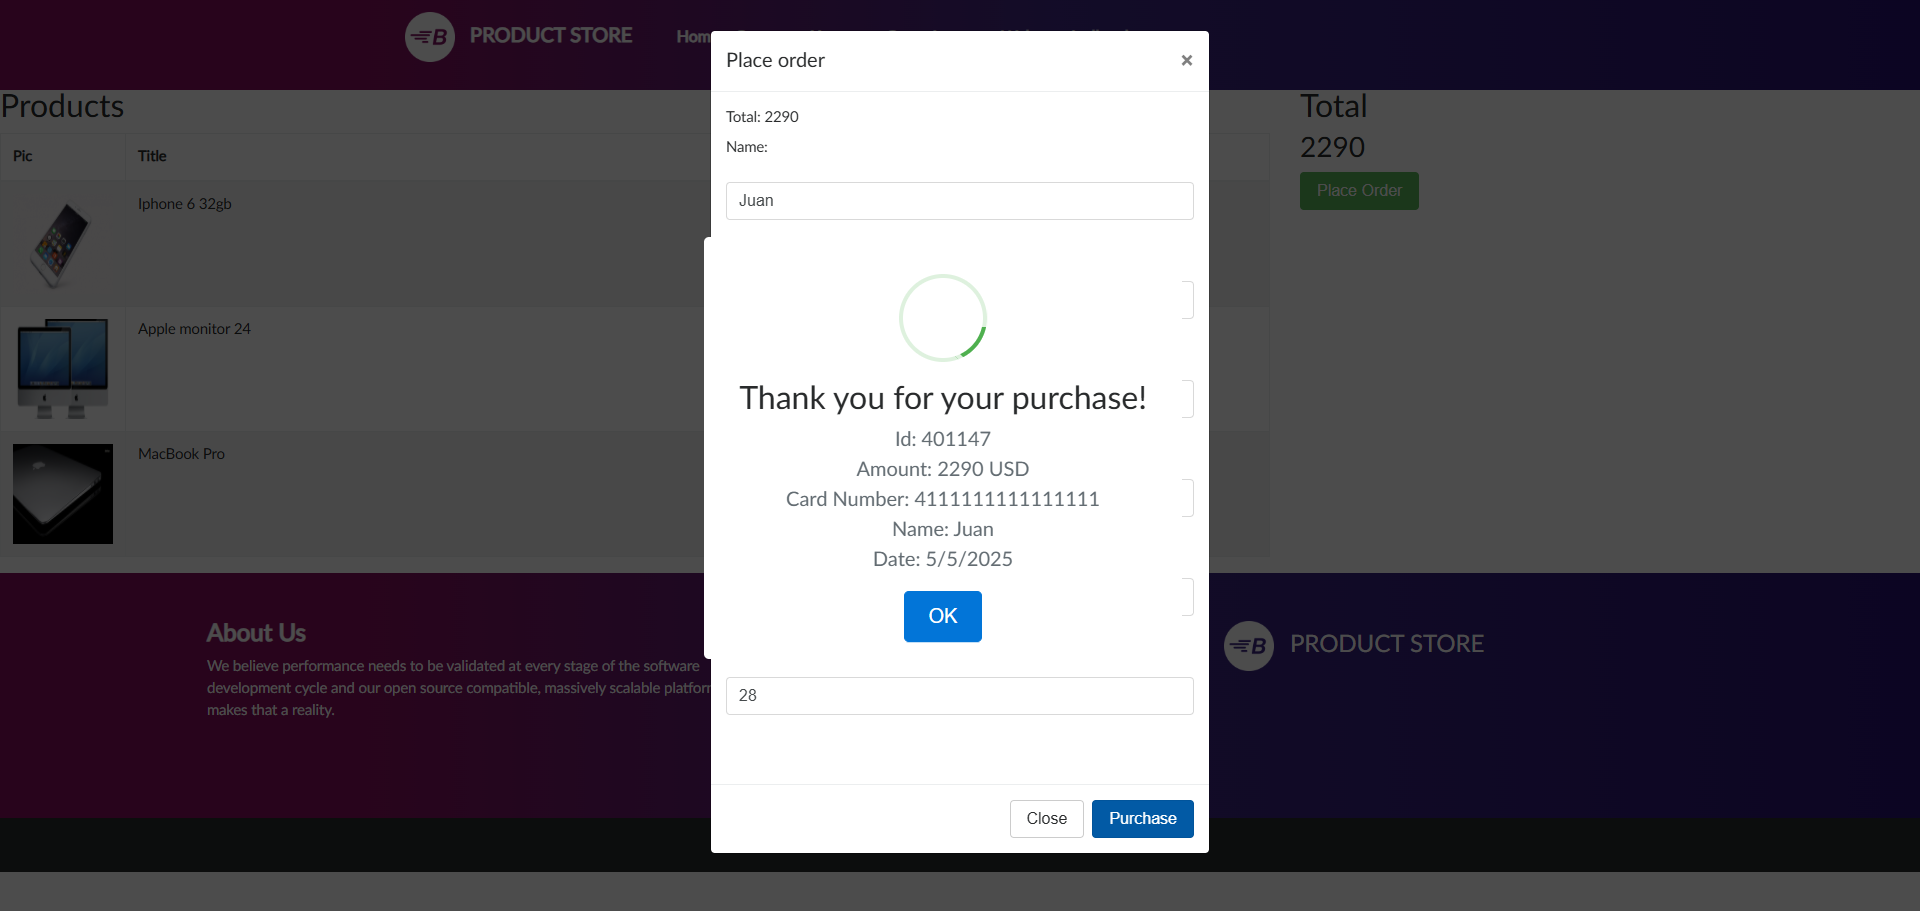 B PRODUCT STORE
Place order
×
Products
Total
Total: 2290
Name:
2290
Pic Title
Place Order
Juan
Iphone 6 32gb
Apple monitor 24
Thank you for your purchase!
Id: 401147
Amount: 2290 USD
MacBook Pro
Card Number: 4111111111111111
Name: Juan
Date: 5/5/2025
OK
About Us
We believe performance needs to be validated at every stage of the software
development cycle and our open source compatible, massively scalable
makes that a reality.
B PRODUCT STORE
28
Close
Purchase